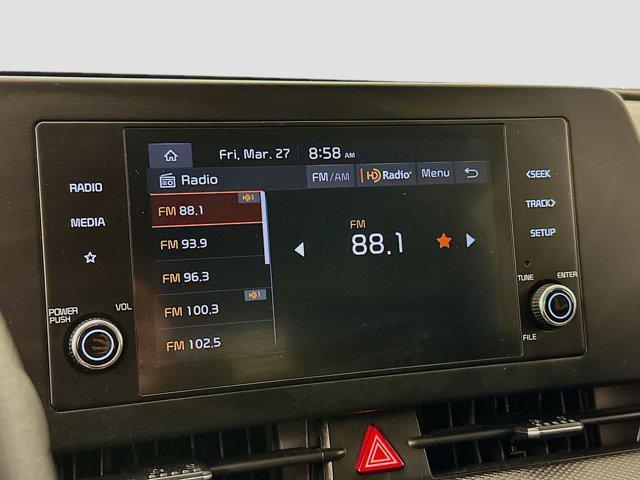 Fri, Mar. 27 8:58 AM
Radio FM/AM HD Radio Menu
FM 88.1 HD1
FM 93.9
FM 96.3
FM 100.3 HD1
FM 102.5
FM
88.1
RADIO
MEDIA
POWER PUSH
VOL
<SEEK
TRACK>
SETUP
TUNE
ENTER
FILE